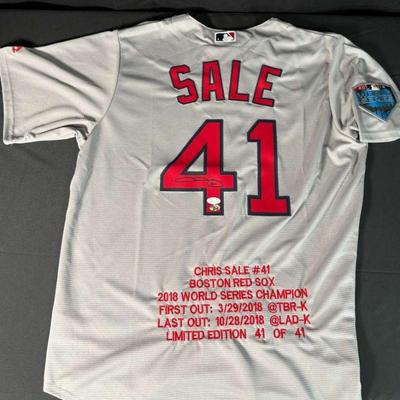 SALE
41
CHRIS SALE #41
BOSTON RED SOX
2018 WORLD SERIES CHAMPION
FIRST OUT: 3/29/2018 @TBR-K
LAST OUT: 10/28/2018 @LAD-K
LIMITED EDITION 41 OF 41